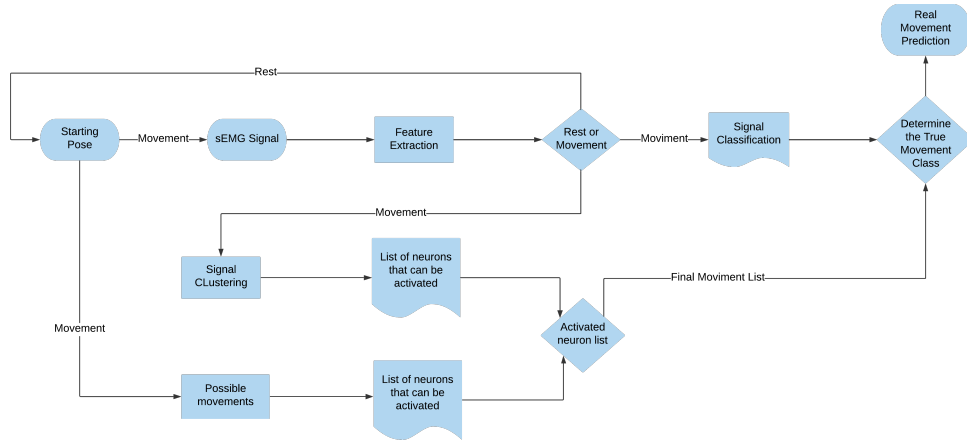 Real
Movement
Prediction
Rest
Starting
Pose
Movement
sEMG Signal
Feature
Extraction
Rest or
Movement
Moviment
Signal
Classification
Determine
the True
Movement
Class
Movement
Signal
CLustering
List of neurons
that can be
activated
Final Moviment List
Activated
neuron list
Movement
Possible
movements
List of neurons
that can be
activated